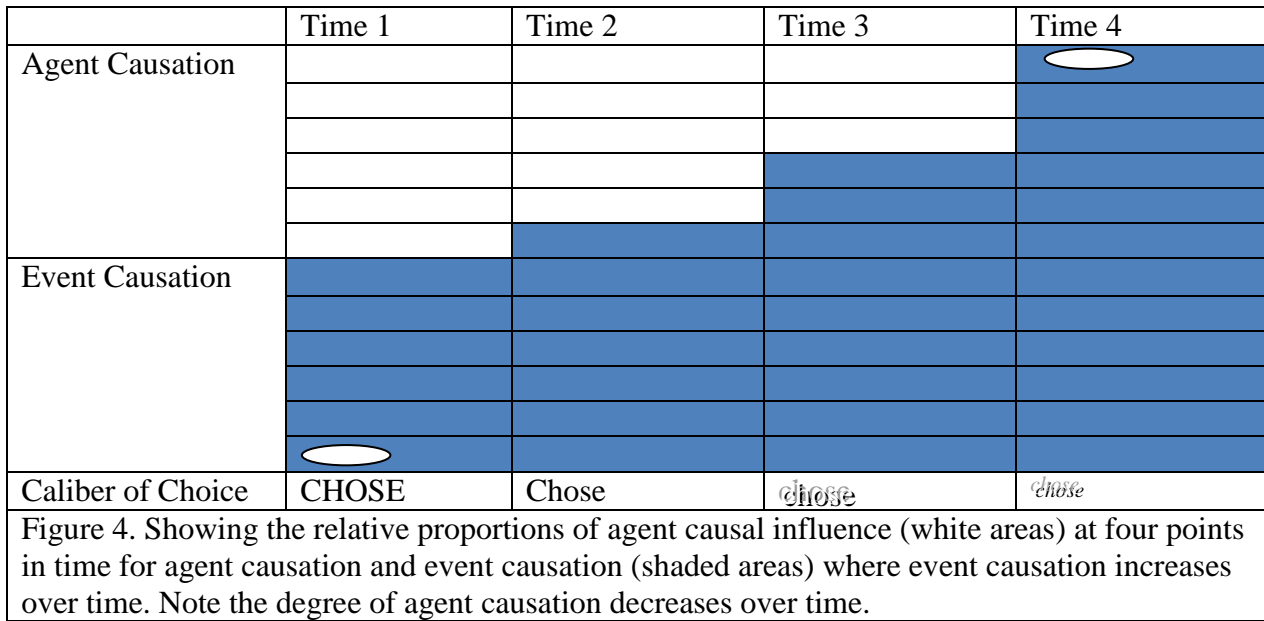 Time 1 Time 2 Time 3 Time 4
Agent Causation
Event Causation
Caliber of Choice CHOSE Chose chose chose
Figure 4. Showing the relative proportions of agent causal influence (white areas) at four points
in time for agent causation and event causation (shaded areas) where event causation increases
over time. Note the degree of agent causation decreases over time.